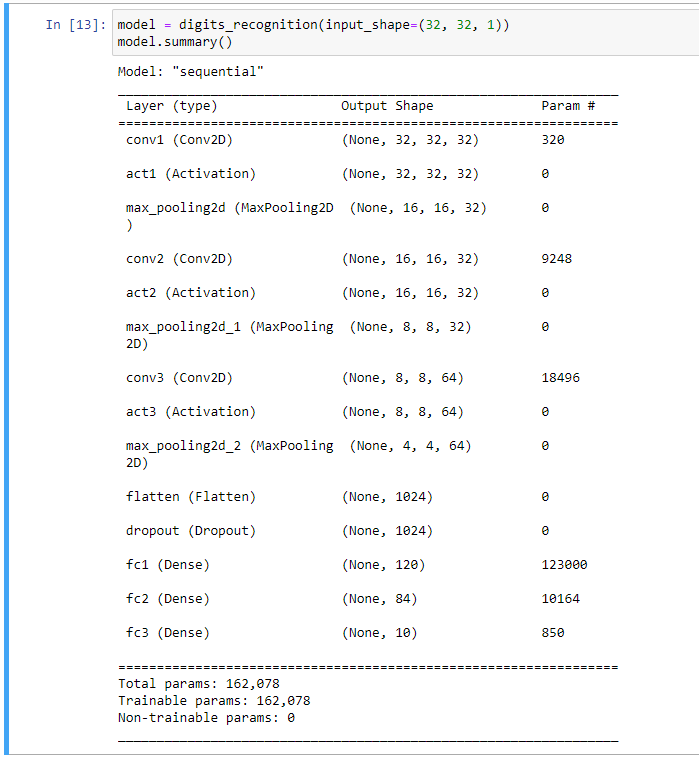 In [13]: model = digits_recognition(input_shape=(32, 32, 1))
model.summary()
Model: "sequential"
Layer (type) Output Shape Param #
=================================================================
conv1 (Conv2D) (None, 32, 32, 32) 320
act1 (Activation) (None, 32, 32, 32) 0
max_pooling2d (MaxPooling2D (None, 16, 16, 32) 0
)
conv2 (Conv2D) (None, 16, 16, 32) 9248
act2 (Activation) (None, 16, 16, 32) 0
max_pooling2d_1 (MaxPooling (None, 8, 8, 32) 0
2D)
conv3 (Conv2D) (None, 8, 8, 64) 18496
act3 (Activation) (None, 8, 8, 64) 0
max_pooling2d_2 (MaxPooling (None, 4, 4, 64) 0
2D)
flatten (Flatten) (None, 1024) 0
dropout (Dropout) (None, 1024) 0
fc1 (Dense) (None, 120) 123000
fc2 (Dense) (None, 84) 10164
fc3 (Dense) (None, 10) 850
=================================================================
Total params: 162,078
Trainable params: 162,078
Non-trainable params: 0